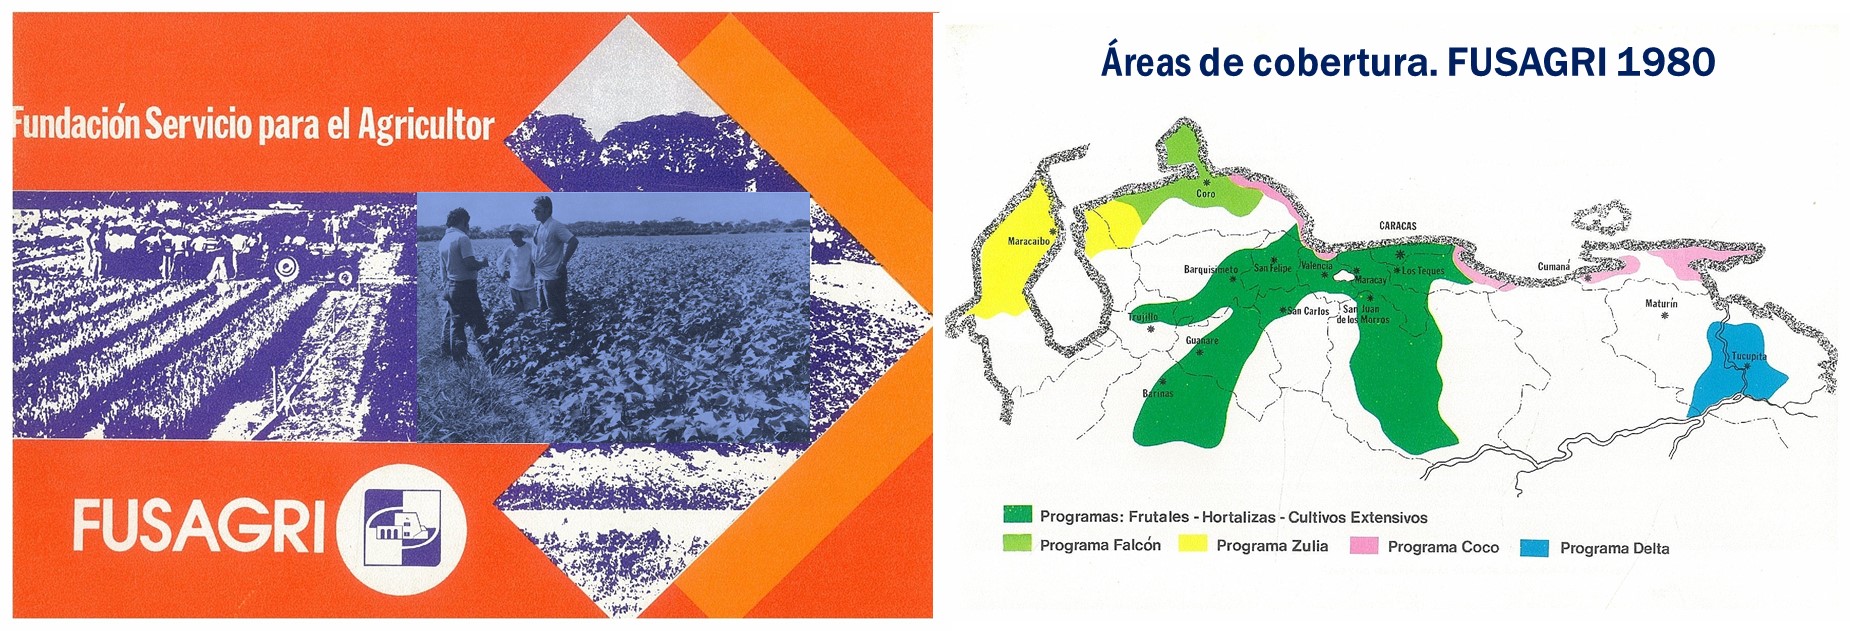 Fundación Servicio para el Agricultor
FUSAGRI
Áreas de cobertura. FUSAGRI 1980
Coro
Maracaibo
CARACAS
Barquisimeto
San Felipe
Valencia
Maracay
Los Teques
Cumaná
Trujillo
San Carlos
San Juan
de los Morros
Maturín
Guanare
Tucupita
Barinas
Programas: Frutales - Hortalizas - Cultivos Extensivos
Programa Falcón
Programa Zulia
Programa Coco
Programa Delta